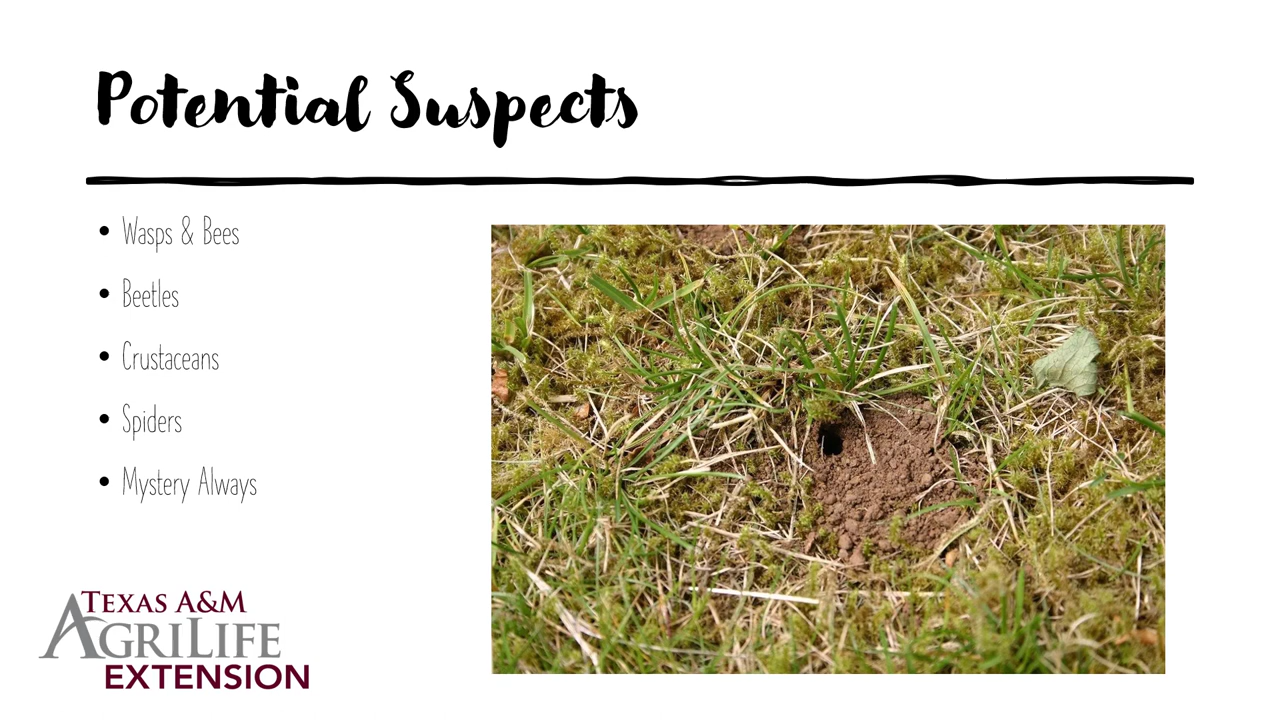 Potential Suspects
• Wasps & Bees
• Beetles
• Crustaceans
• Spiders
• Mystery Always
TEXAS A&M
AGRILIFE
EXTENSION